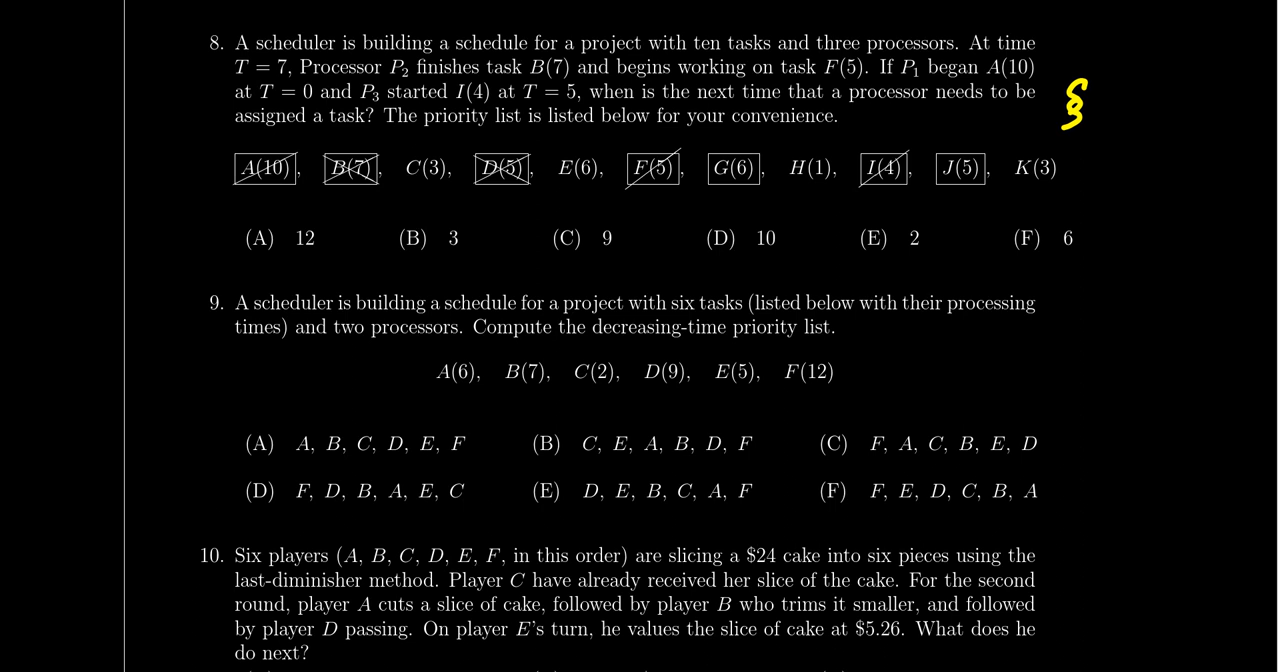 8. A scheduler is building a schedule for a project with ten tasks and three processors. At time
T = 7, Processor P₂ finishes task B(7) and begins working on task F(5). If P₁ began A(10)
at T = 0 and P₃ started I(4) at T = 5, when is the next time that a processor needs to be
assigned a task? The priority list is listed below for your convenience.
A(10), B(7), C(3), D(5), E(6), F(5), G(6), H(1), I(4), J(5), K(3)
(A) 12 (B) 3 (C) 9 (D) 10 (E) 2 (F) 6
9. A scheduler is building a schedule for a project with six tasks (listed below with their processing
times) and two processors. Compute the decreasing-time priority list.
A(6), B(7), C(2), D(9), E(5), F(12)
(A) A, B, C, D, E, F (B) C, E, A, B, D, F (C) F, A, C, B, E, D
(D) F, D, B, A, E, C (E) D, E, B, C, A, F (F) F, E, D, C, B, A
10. Six players (A, B, C, D, E, F, in this order) are slicing a $24 cake into six pieces using the
last-diminisher method. Player C have already received her slice of the cake. For the second
round, player A cuts a slice of cake, followed by player B who trims it smaller, and followed
by player D passing. On player E's turn, he values the slice of cake at $5.26. What does he
do next?